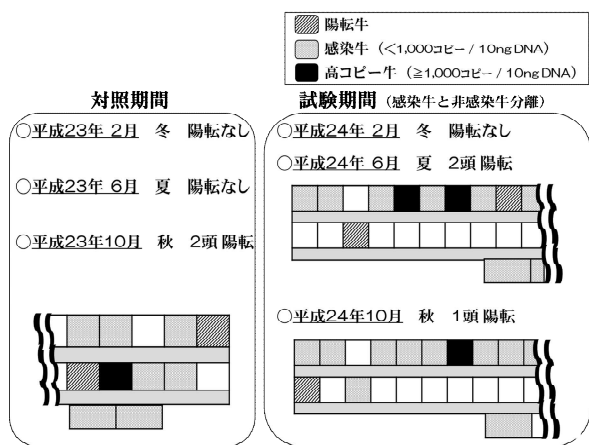 陽転牛
感染牛（<1,000コピー / 10ng DNA）
高コピー牛（≧1,000コピー / 10ng DNA）
対照期間
○平成23年 2月 冬 陽転なし
○平成23年 6月 夏 陽転なし
○平成23年10月 秋 2頭 陽転
試験期間（感染牛と非感染牛分離）
○平成24年 2月 冬 陽転なし
○平成24年 6月 夏 2頭 陽転
○平成24年10月 秋 1頭 陽転